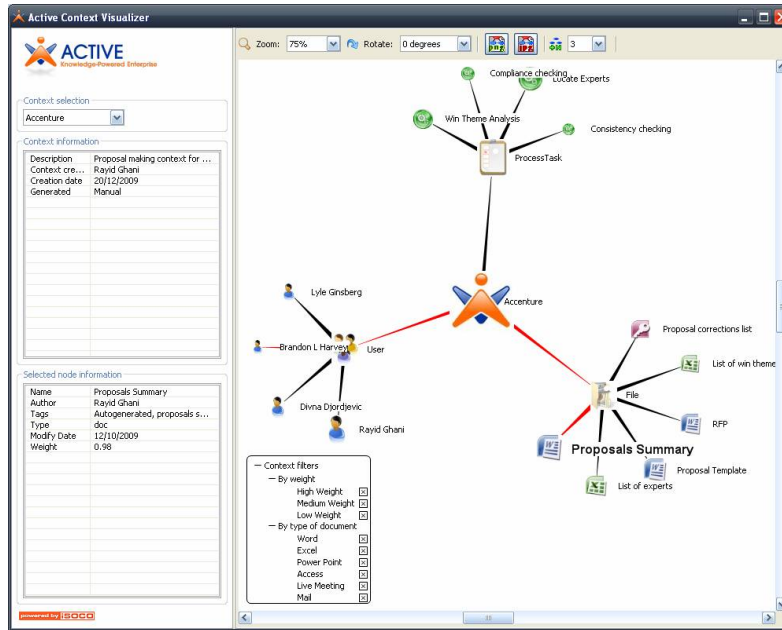 Active Context Visualizer
ACTIVE
Knowledge-Powered Enterprise
Zoom: 75% Rotate: 0 degrees 3
Context selection
Accenture
Context information
Description Proposal making context for ...
Context cre... Rayid Ghani
Creation date 20/12/2009
Generated Manual
Selected node information
Name Proposals Summary
Author Rayid Ghani
Tags Autogenerated, proposals s...
Type doc
Modify Date 12/10/2009
Weight 0.98
powered by isoco
Compliance checking
Locate Experts
Win Theme Analysis
Consistency checking
ProcessTask
Accenture
Lyle Ginsberg
Brandon L Harvey
User
Divna Djordjevic
Rayid Ghani
Proposal corrections list
List of win theme
File
RFP
Proposals Summary
Proposal Template
List of experts
Context filters
By weight
High Weight
Medium Weight
Low Weight
By type of document
Word
Excel
Power Point
Access
Live Meeting
Mail